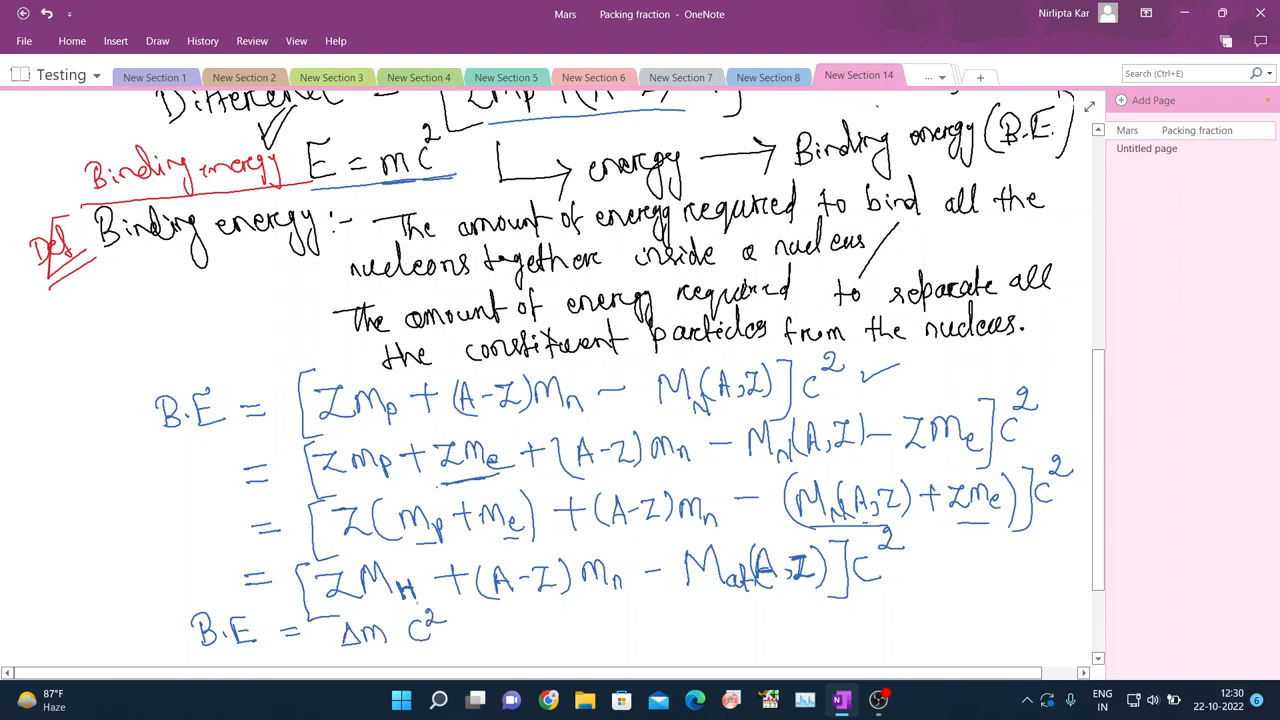 Mars Packing fraction - OneNote
Nirlipta Kar
File Home Insert Draw History Review View Help
Testing New Section 1 New Section 2 New Section 3 New Section 4 New Section 5 New Section 6 New Section 7 New Section 8 New Section 14 ... Search (Ctrl+E)
Add Page
Mars Packing fraction
Untitled page
Difference =
Binding energy E = mc² energy → Binding energy (B.E.)
Def Binding energy :- The amount of energy required to bind all the
nucleons together inside a nucleus
The amount of energy required to separate all
the constituent particles from the nucleus.
B.E = [Zmp + (A-Z)mn - MN(A,Z)] c² ✓
= [Zmp + Zme + (A-Z)mn - MN(A,Z) - Zme] c²
= [Z(mp + me) + (A-Z)mn - (MN(A,Z) + Zme)] c²
= [ZMH + (A-Z)mn - Mat(A,Z)] c²
B.E = Δm c²
87°F
Haze
ENG
IN
12:30
22-10-2022
6